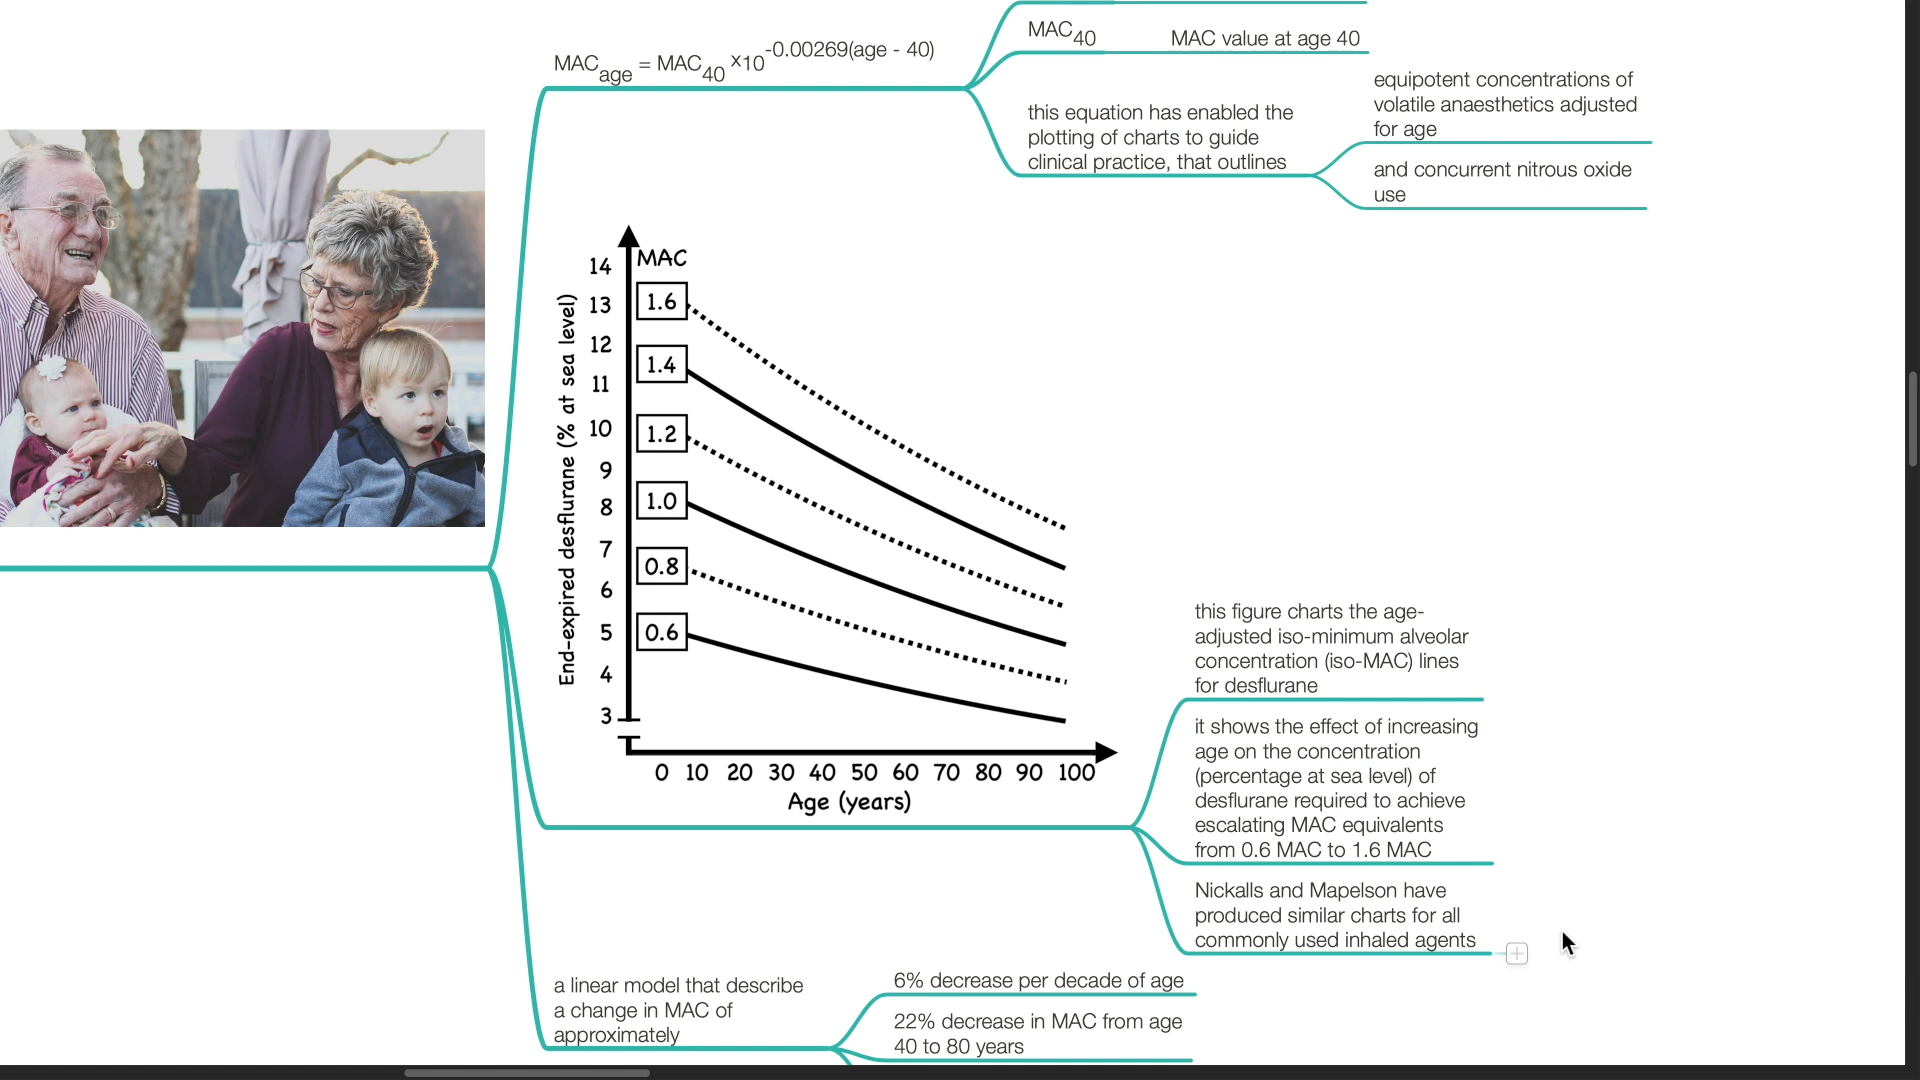 MACage = MAC40 x10-0.00269(age - 40)
MAC40
MAC value at age 40
this equation has enabled the
plotting of charts to guide
clinical practice, that outlines
equipotent concentrations of
volatile anaesthetics adjusted
for age
and concurrent nitrous oxide
use
MAC
14
13
12
11
10
9
8
7
6
5
4
3
1.6
1.4
1.2
1.0
0.8
0.6
End-expired desflurane (% at sea level)
0 10 20 30 40 50 60 70 80 90 100
Age (years)
this figure charts the age-
adjusted iso-minimum alveolar
concentration (iso-MAC) lines
for desflurane
it shows the effect of increasing
age on the concentration
(percentage at sea level) of
desflurane required to achieve
escalating MAC equivalents
from 0.6 MAC to 1.6 MAC
Nickalls and Mapelson have
produced similar charts for all
commonly used inhaled agents
a linear model that describe
a change in MAC of
approximately
6% decrease per decade of age
22% decrease in MAC from age
40 to 80 years